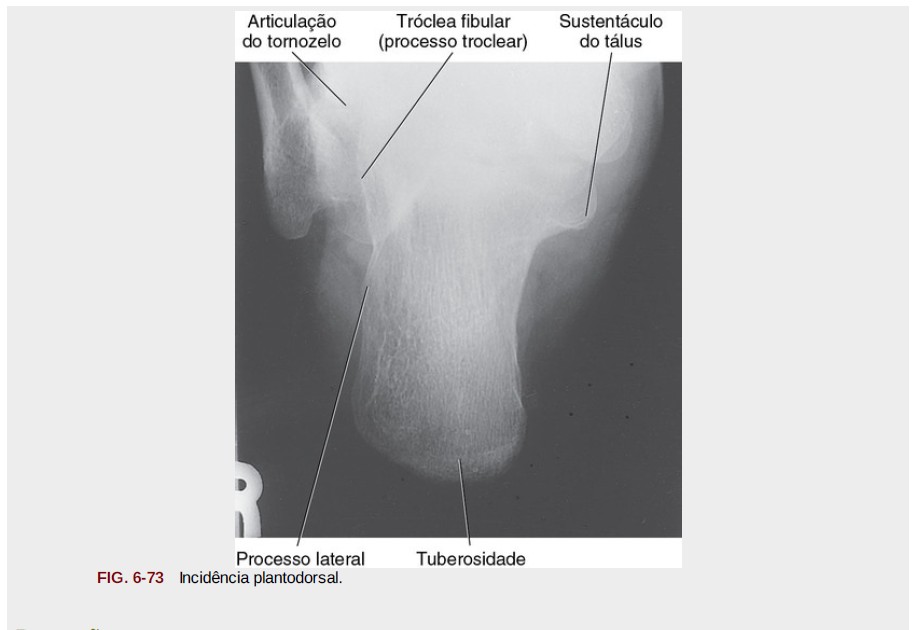 Articulação
do tornozelo
Tróclea fibular
(processo troclear)
Sustentáculo
do tálus
R
Processo lateral
Tuberosidade
FIG. 6-73 Incidência plantodorsal.